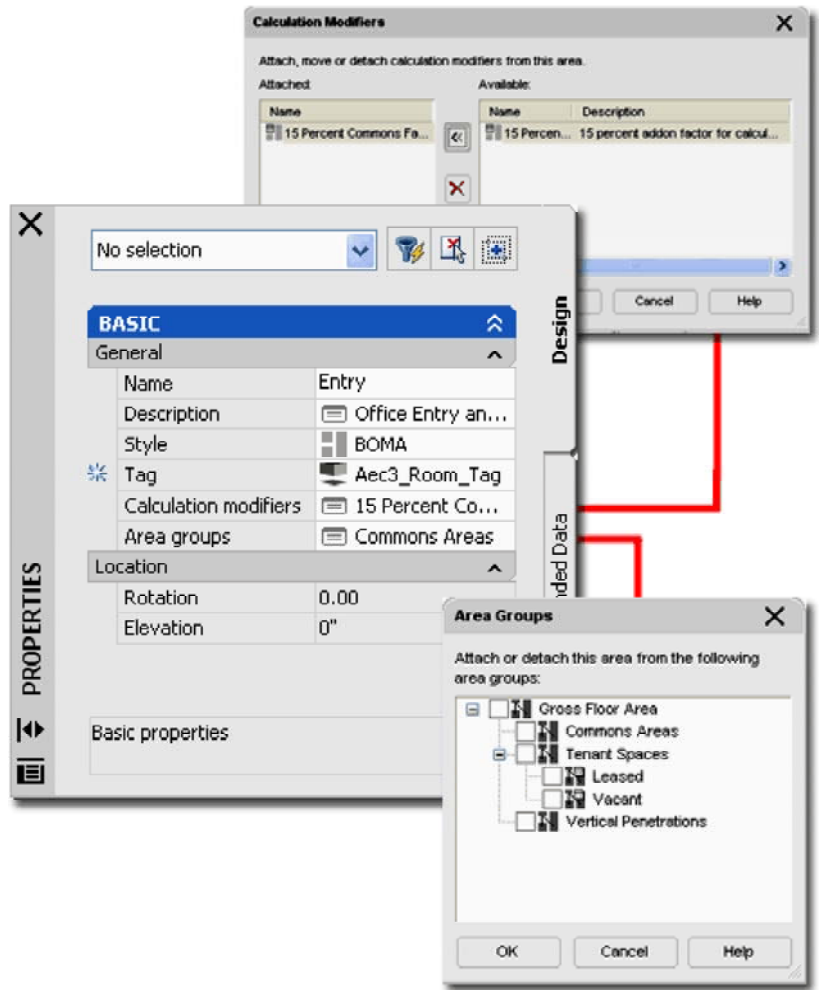 Calculation Modifiers
Attach, move or detach calculation modifiers from this area.
Attached: Available:
Name Name Description
15 Percent Commons Fa... 15 Percen... 15 percent addon factor for calcul...
Cancel Help
No selection
BASIC
General
Name Entry
Description Office Entry an...
Style BOMA
Tag Aec3_Room_Tag
Calculation modifiers 15 Percent Co...
Area groups Commons Areas
Location
Rotation 0.00
Elevation 0"
Basic properties
PROPERTIES
Design
nded Data
Area Groups
Attach or detach this area from the following
area groups:
Gross Floor Area
Commons Areas
Tenant Spaces
Leased
Vacant
Vertical Penetrations
OK Cancel Help